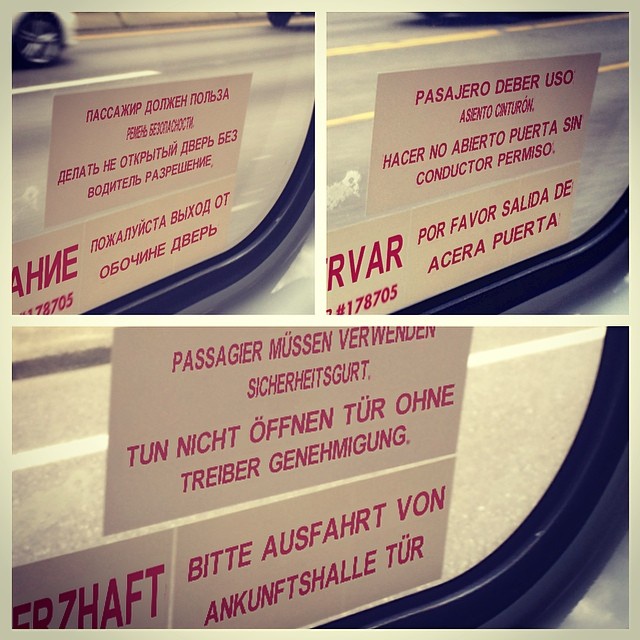 ПАССАЖИР ДОЛЖЕН ПОЛЬЗА
РЕМЕНЬ БЕЗОПАСНОСТИ.
ДЕЛАТЬ НЕ ОТКРЫТЫЙ ДВЕРЬ БЕЗ
ВОДИТЕЛЬ РАЗРЕШЕНИЕ.
АНИЕ
ПОЖАЛУЙСТА ВЫХОД ОТ
ОБОЧИНЕ ДВЕРЬ
#178705
PASAJERO DEBER USO
ASIENTO CINTURÓN.
HACER NO ABIERTO PUERTA SIN
CONDUCTOR PERMISO.
RVAR
POR FAVOR SALIDA DE
ACERA PUERTA
#178705
PASSAGIER MÜSSEN VERWENDEN
SICHERHEITSGURT.
TUN NICHT ÖFFNEN TÜR OHNE
TREIBER GENEHMIGUNG.
ERZHAFT
BITTE AUSFAHRT VON
ANKUNFTSHALLE TÜR